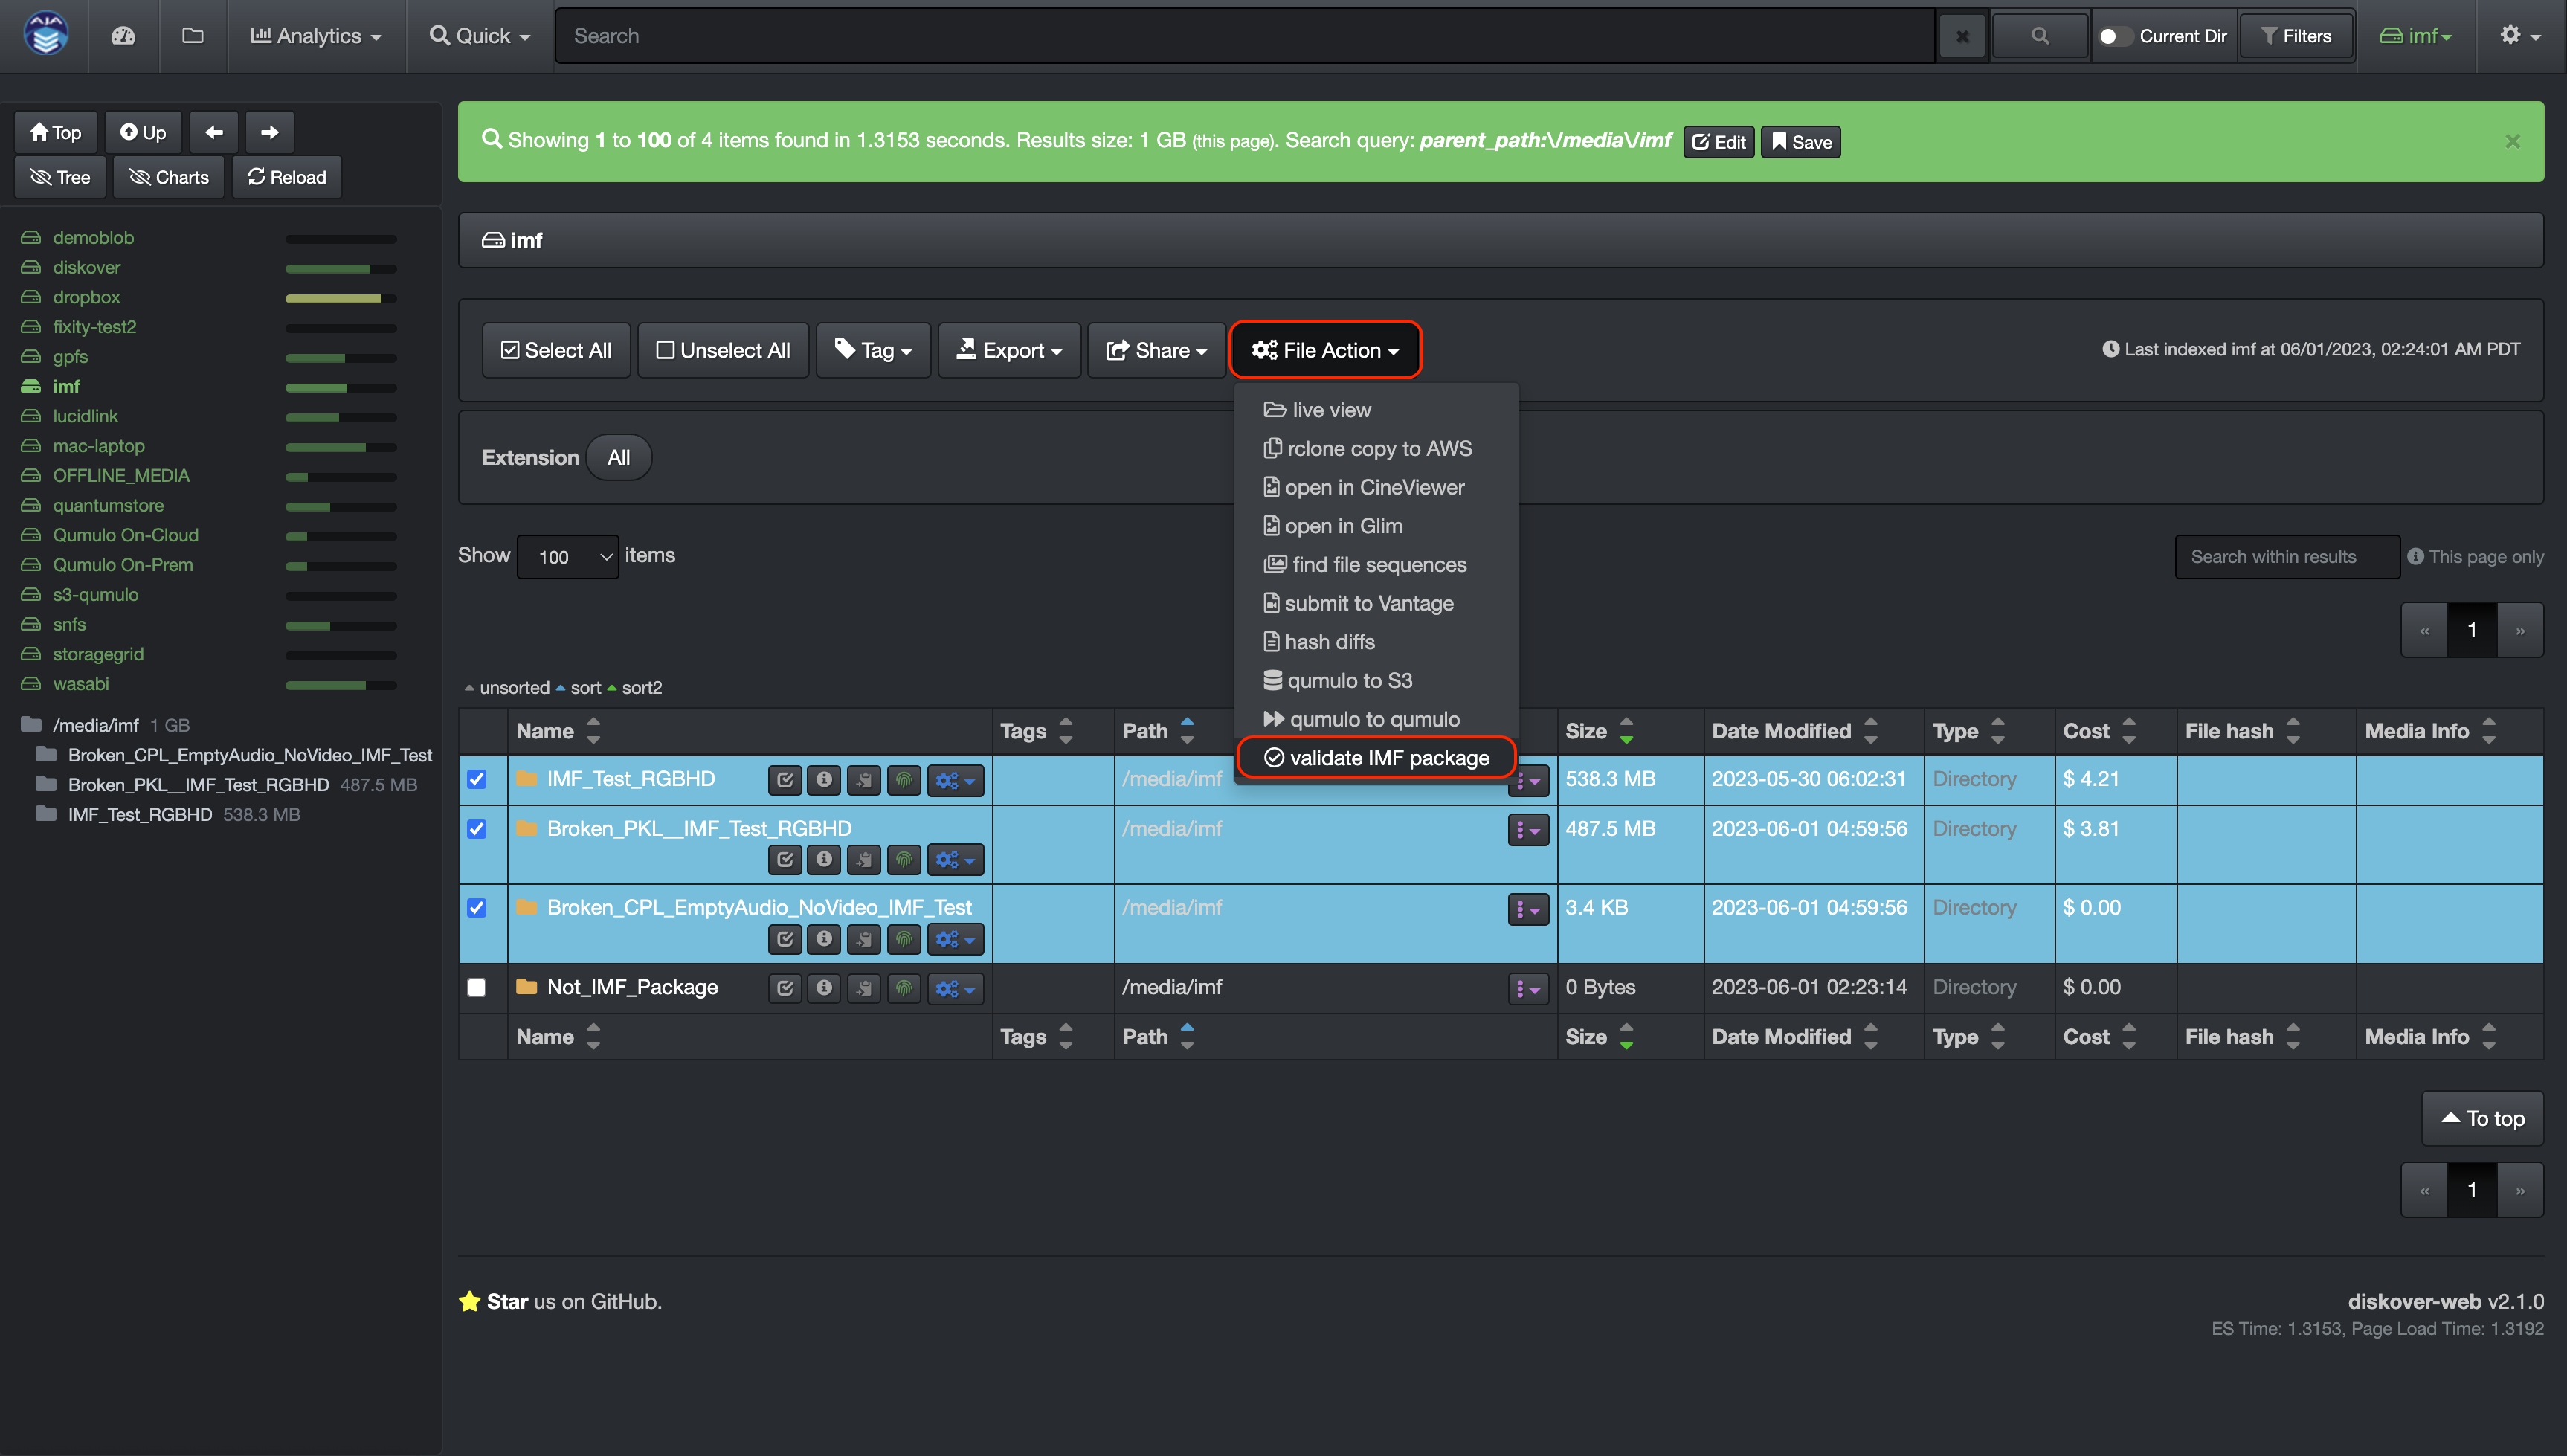 AJA
Analytics
Quick
Search
Current Dir
Filters
imf
Top
Up
Tree
Charts
Reload
demoblob
diskover
dropbox
fixity-test2
gpfs
imf
lucidlink
mac-laptop
OFFLINE_MEDIA
quantumstore
Qumulo On-Cloud
Qumulo On-Prem
s3-qumulo
snfs
storagegrid
wasabi
/media/imf 1 GB
Broken_CPL_EmptyAudio_NoVideo_IMF_Test
Broken_PKL__IMF_Test_RGBHD 487.5 MB
IMF_Test_RGBHD 538.3 MB
Showing 1 to 100 of 4 items found in 1.3153 seconds. Results size: 1 GB (this page). Search query: parent_path:\/media\/imf Edit Save
imf
Select All Unselect All Tag Export Share File Action
Last indexed imf at 06/01/2023, 02:24:01 AM PDT
live view
rclone copy to AWS
open in CineViewer
open in Glim
find file sequences
submit to Vantage
hash diffs
qumulo to S3
qumulo to qumulo
validate IMF package
Extension All
Show 100 items
Search within results This page only
« 1 »
unsorted sort sort2
Name Tags Path Size Date Modified Type Cost File hash Media Info
IMF_Test_RGBHD /media/imf 538.3 MB 2023-05-30 06:02:31 Directory $ 4.21
Broken_PKL__IMF_Test_RGBHD /media/imf 487.5 MB 2023-06-01 04:59:56 Directory $ 3.81
Broken_CPL_EmptyAudio_NoVideo_IMF_Test /media/imf 3.4 KB 2023-06-01 04:59:56 Directory $ 0.00
Not_IMF_Package /media/imf 0 Bytes 2023-06-01 02:23:14 Directory $ 0.00
Name Tags Path Size Date Modified Type Cost File hash Media Info
To top
« 1 »
Star us on GitHub.
diskover-web v2.1.0
ES Time: 1.3153, Page Load Time: 1.3192